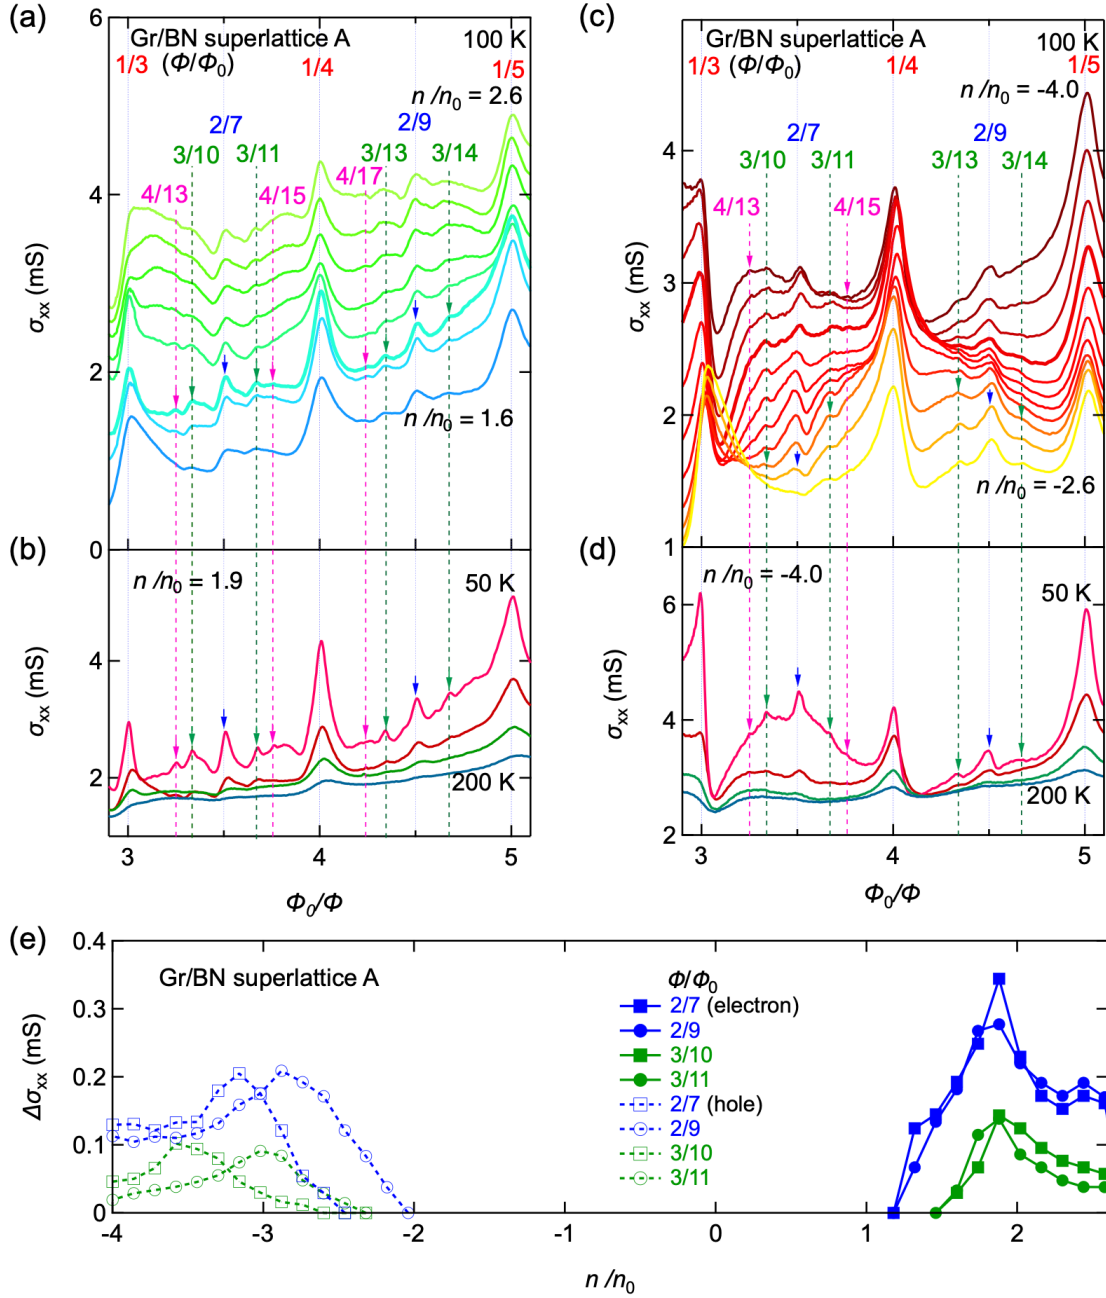 (a)
6
Gr/BN superlattice A
100 K
1/3
(Φ/Φ0)
1/4
1/5
n/n0 = 2.6
2/7
2/9
3/10
3/11
3/13
3/14
4/13
4/15
4/17
4
2
0
σxx (mS)
n/n0 = 1.6
(b)
n/n0 = 1.9
50 K
4
2
σxx (mS)
200 K
3
4
5
Φ0/Φ
(c)
Gr/BN superlattice A
100 K
1/3
(Φ/Φ0)
1/4
1/5
n/n0 = -4.0
2/7
2/9
3/10
3/11
3/13
3/14
4/13
4/15
4
3
2
1
σxx (mS)
n/n0 = -2.6
(d)
n/n0 = -4.0
50 K
6
4
2
σxx (mS)
200 K
3
4
5
Φ0/Φ
(e)
0.4
0.3
0.2
0.1
0
Δσxx (mS)
Gr/BN superlattice A
Φ/Φ0
2/7 (electron)
2/9
3/10
3/11
2/7 (hole)
2/9
3/10
3/11
-4
-3
-2
-1
0
1
2
n/n0